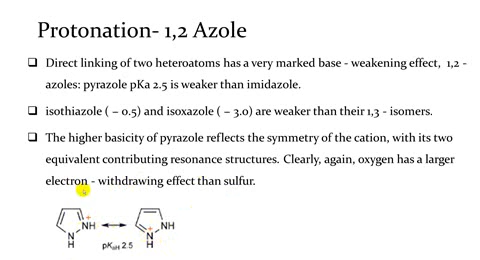 Protonation- 1,2 Azole
Direct linking of two heteroatoms has a very marked base - weakening effect, 1,2 -
azoles: pyrazole pKa 2.5 is weaker than imidazole.
isothiazole ( − 0.5) and isoxazole ( − 3.0) are weaker than their 1,3 - isomers.
The higher basicity of pyrazole reflects the symmetry of the cation, with its two
equivalent contributing resonance structures. Clearly, again, oxygen has a larger
electron - withdrawing effect than sulfur.
+ NH N H
+ NH N H
pKaH 2.5